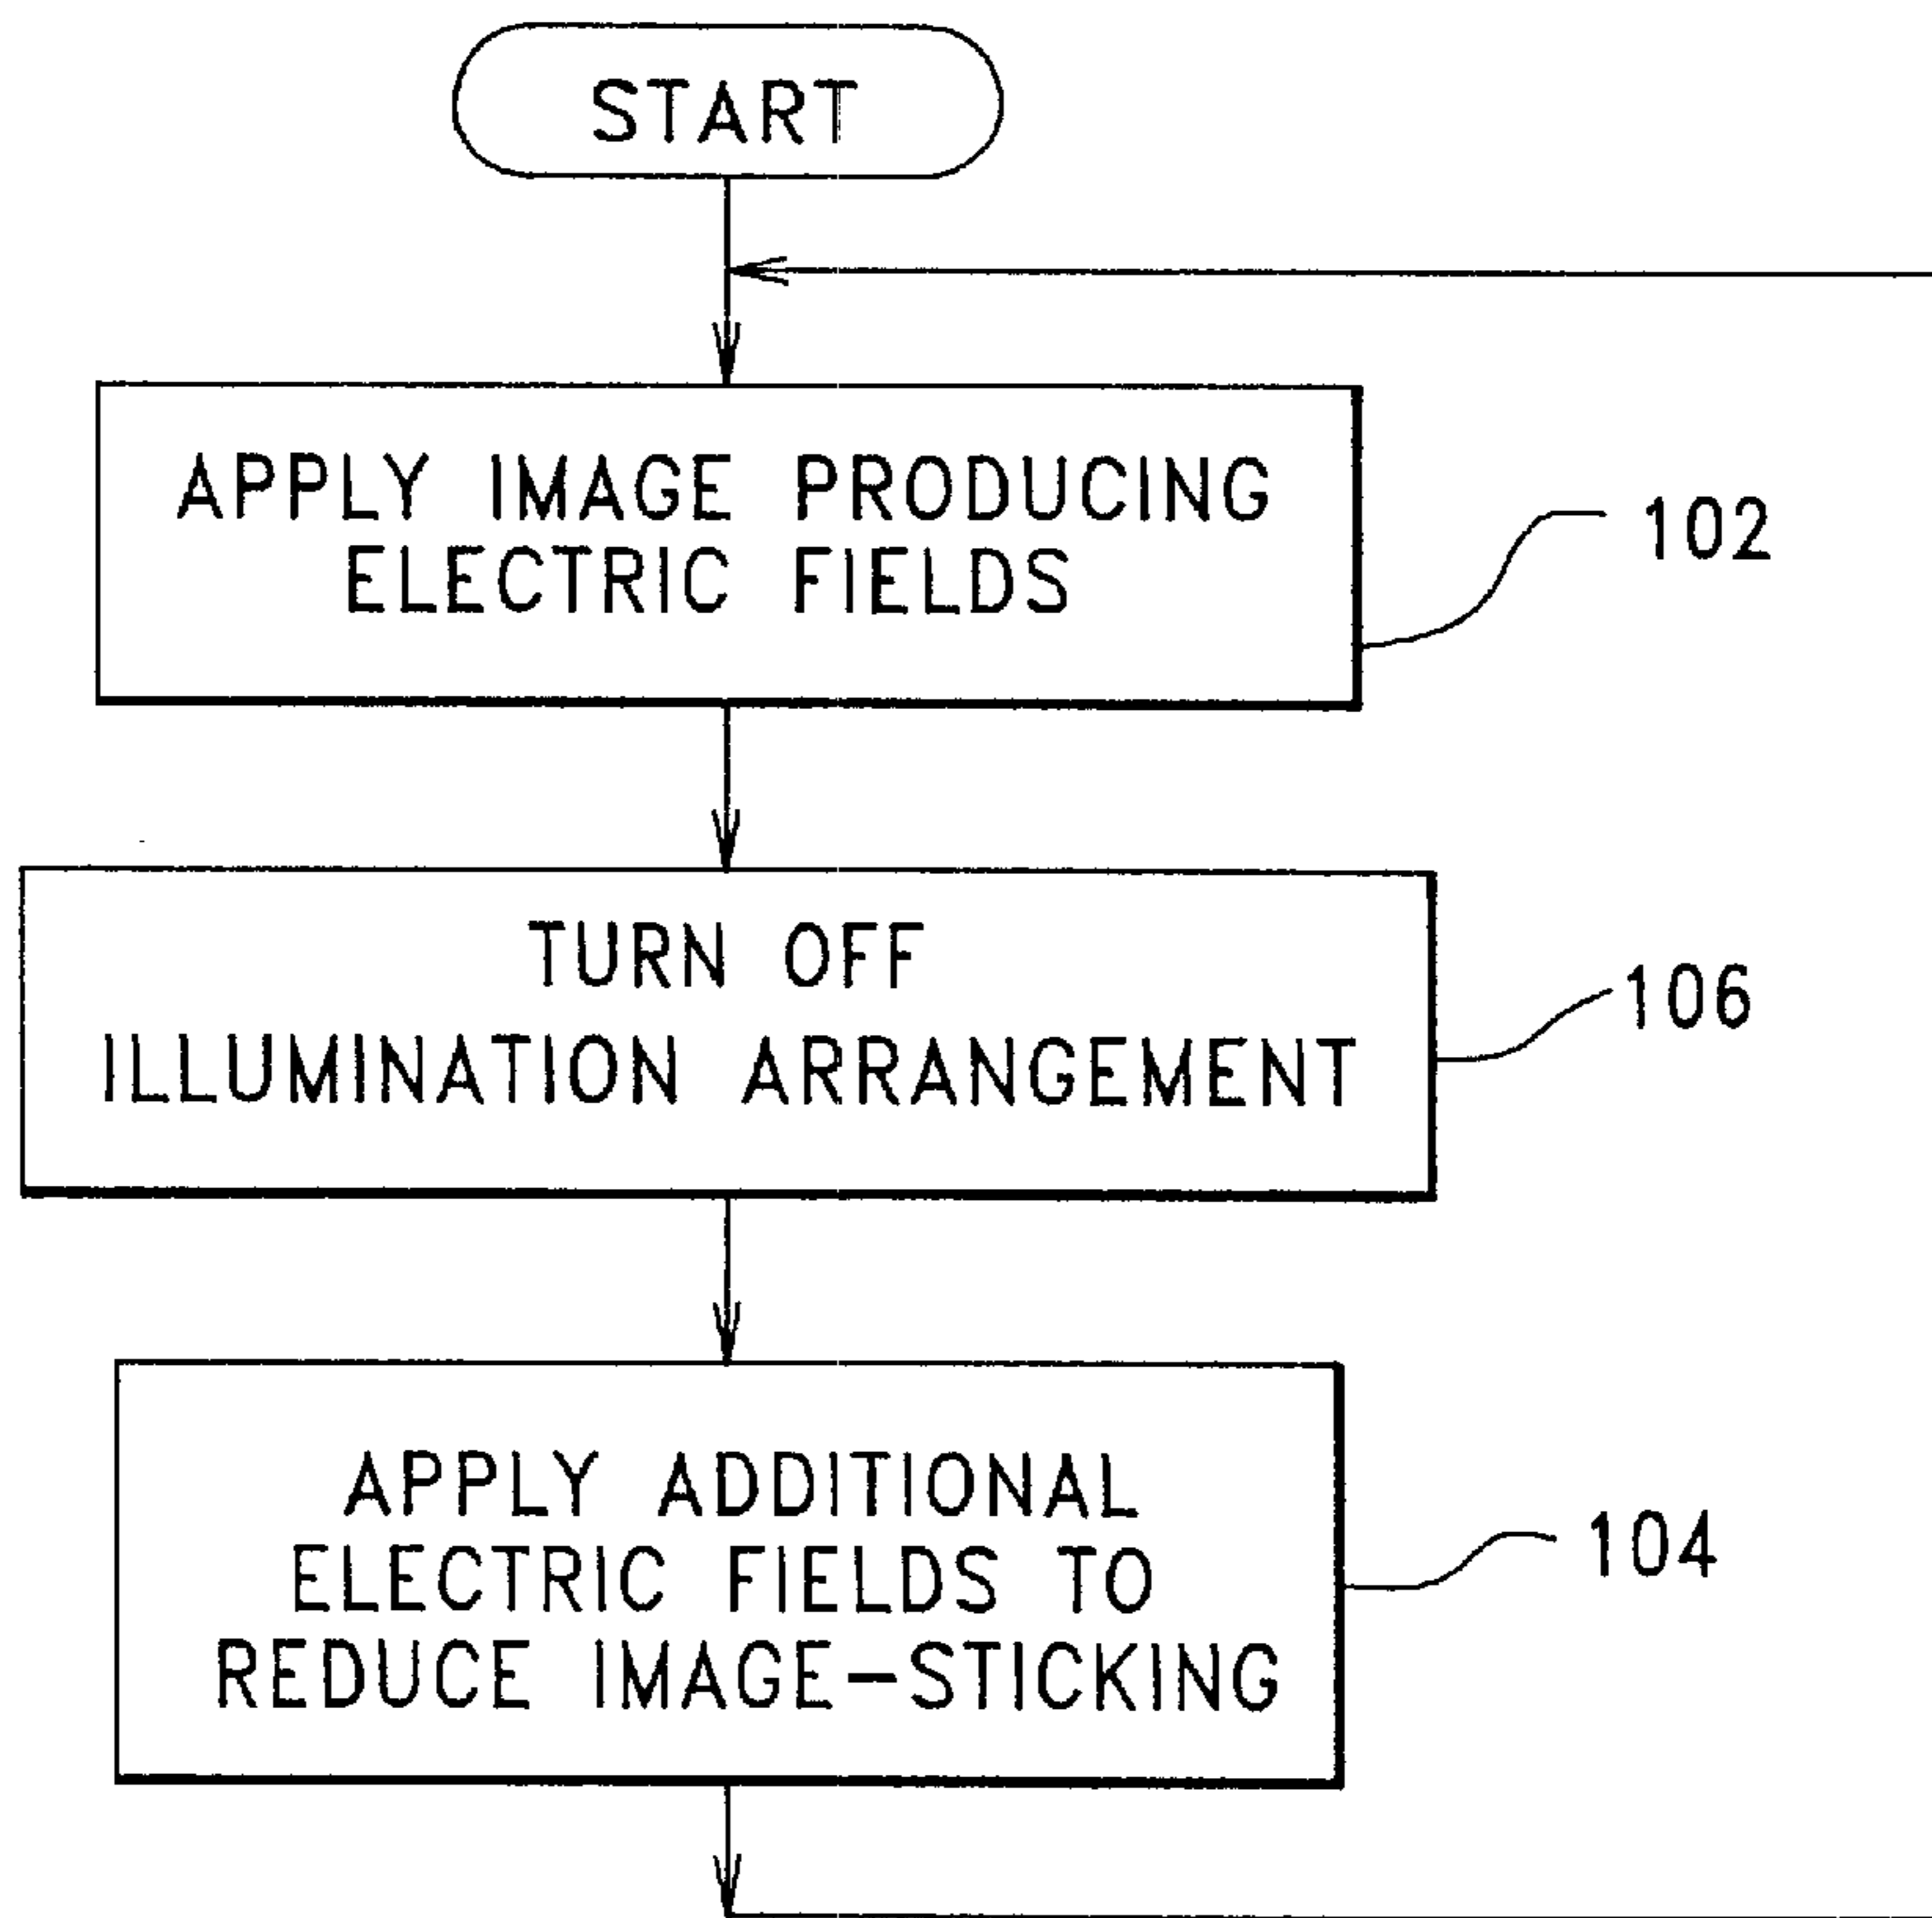 START
APPLY IMAGE PRODUCING
ELECTRIC FIELDS
102
TURN OFF
ILLUMINATION ARRANGEMENT
106
APPLY ADDITIONAL
ELECTRIC FIELDS TO
REDUCE IMAGE-STICKING
104